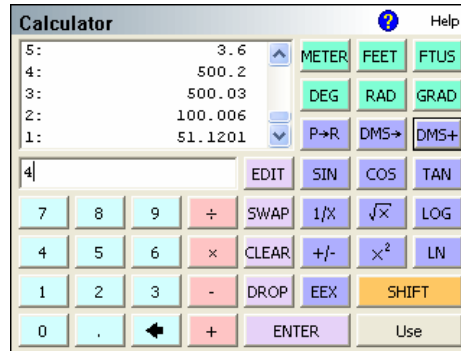 Calculator ? Help
5: 3.6
4: 500.2
3: 500.03
2: 100.006
1: 51.1201
METER FEET FTUS
DEG RAD GRAD
P→R DMS→ DMS+
4 EDIT SIN COS TAN
7 8 9 ÷ SWAP 1/X √x LOG
4 5 6 × CLEAR +/- x² LN
1 2 3 - DROP EEX SHIFT
0 . 🡸 + ENTER Use